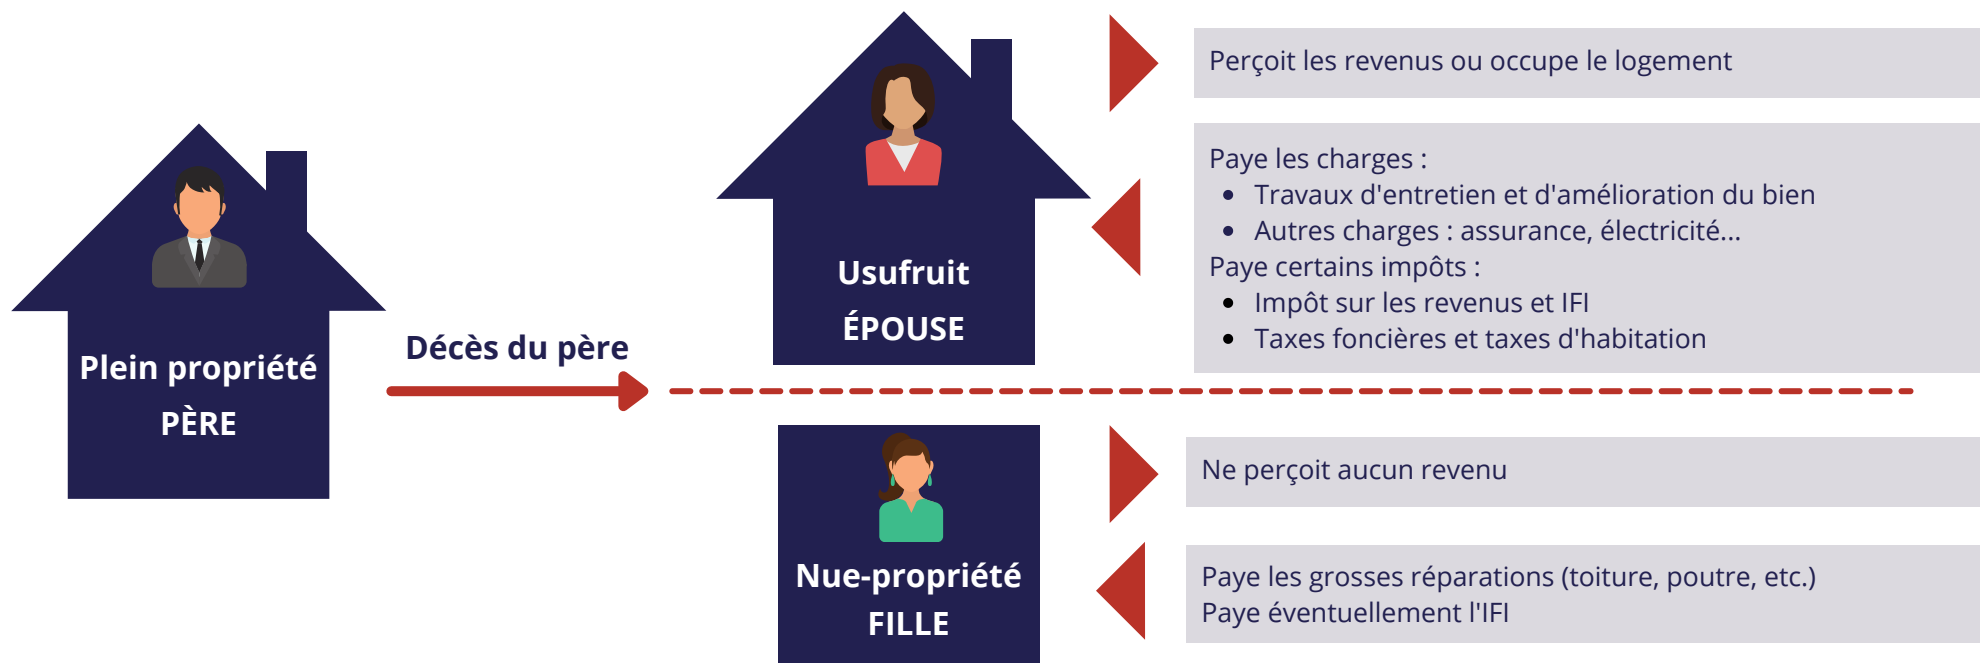 Plein propriété
PÈRE
Décès du père
Usufruit
ÉPOUSE
Perçoit les revenus ou occupe le logement
Paye les charges :
• Travaux d'entretien et d'amélioration du bien
• Autres charges : assurance, électricité...
Paye certains impôts :
• Impôt sur les revenus et IFI
• Taxes foncières et taxes d'habitation
Nue-propriété
FILLE
Ne perçoit aucun revenu
Paye les grosses réparations (toiture, poutre, etc.)
Paye éventuellement l'IFI